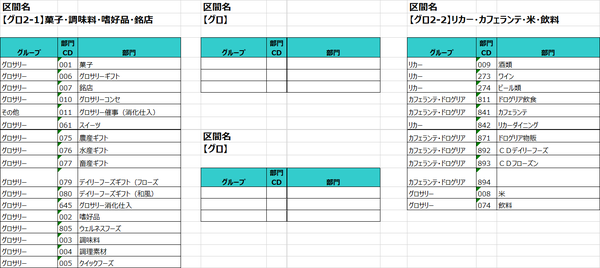 区間名
【グロ2-1】菓子・調味料・嗜好品・銘店
グループ 部門CD 部門
グロサリー 001 菓子
グロサリー 006 グロサリーギフト
グロサリー 007 銘店
グロサリー 010 グロサリーコンセ
その他 011 グロサリー催事（消化仕入）
グロサリー 061 スイーツ
グロサリー 075 農産ギフト
グロサリー 076 水産ギフト
グロサリー 077 畜産ギフト
グロサリー 079 デイリーフーズギフト（フローズ
グロサリー 080 デイリーフーズギフト（和風）
グロサリー 645 グロサリー消化仕入
グロサリー 002 嗜好品
グロサリー 805 ウェルネスフーズ
グロサリー 003 調味料
グロサリー 004 調理素材
グロサリー 005 クイックフーズ
区間名
【グロ】
グループ 部門CD 部門
区間名
【グロ】
グループ 部門CD 部門
区間名
【グロ2-2】リカー・カフェランテ・米・飲料
グループ 部門CD 部門
リカー 009 酒類
リカー 273 ワイン
リカー 274 ビール類
カフェランテ・ドログリア 811 ドログリア飲食
カフェランテ・ドログリア 841 カフェランテ
リカー 842 リカーダイニング
カフェランテ・ドログリア 871 ドログリア物販
カフェランテ・ドログリア 892 ＣＤデイリーフーズ
カフェランテ・ドログリア 893 ＣＤフローズン
カフェランテ・ドログリア 894
グロサリー 008 米
グロサリー 074 飲料